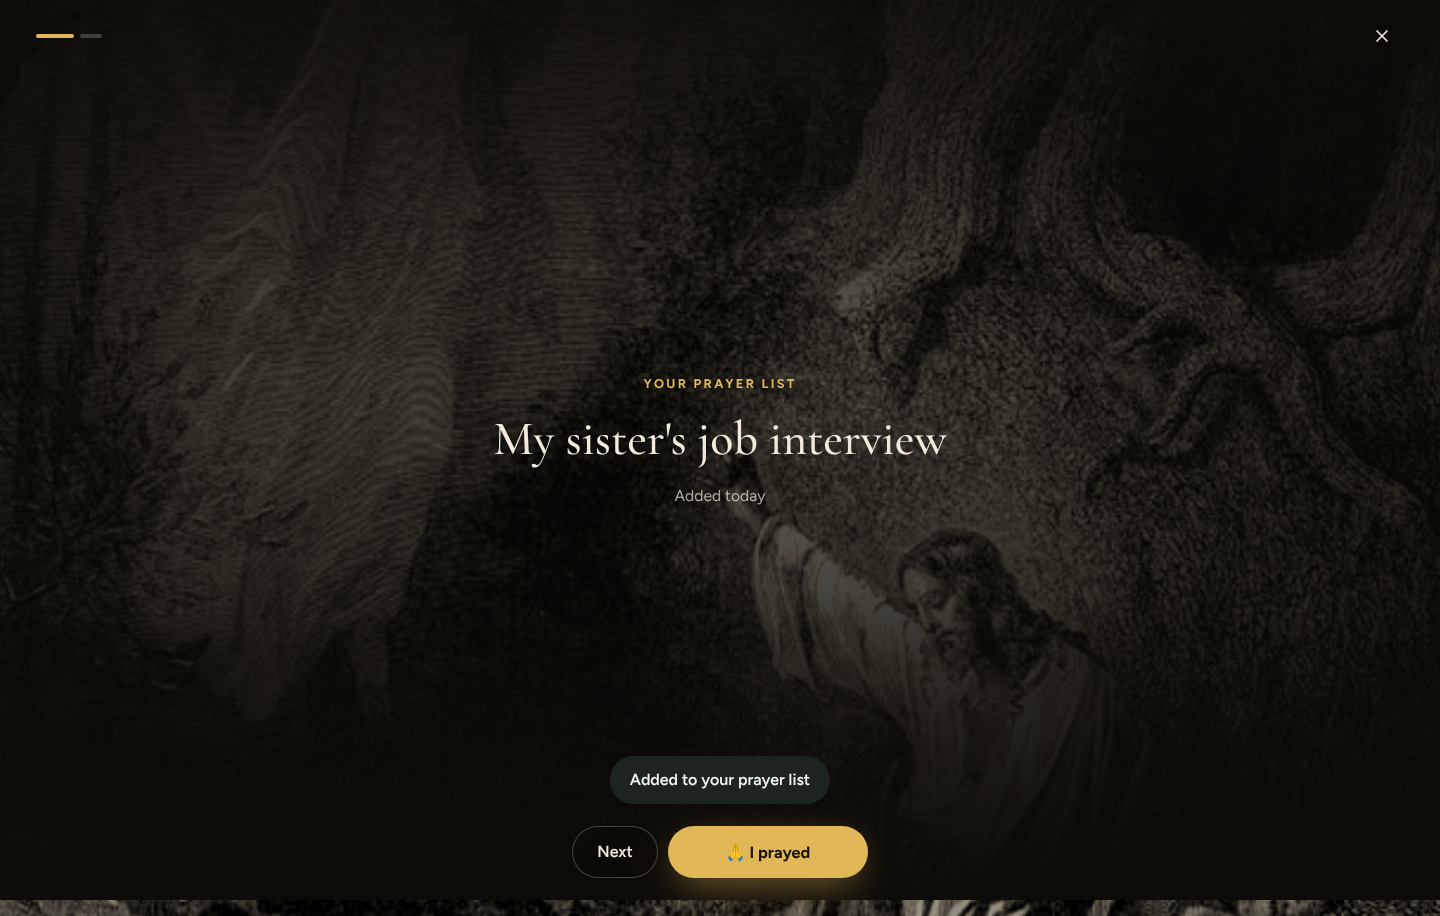 YOUR PRAYER LIST
My sister's job interview
Added today
Added to your prayer list
Next
🙏 I prayed